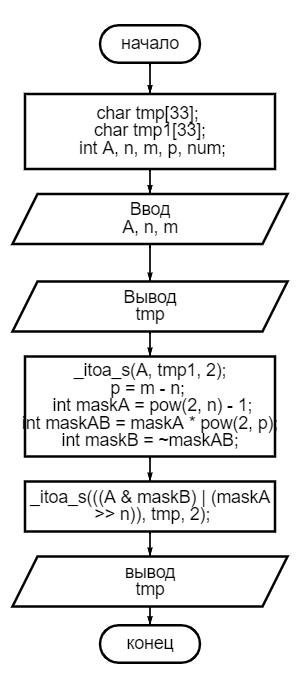 начало
char tmp[33];
char tmp1[33];
int A, n, m, p, num;
Ввод
A, n, m
Вывод
tmp
_itoa_s(A, tmp1, 2);
p = m - n;
int maskA = pow(2, n) - 1;
int maskAB = maskA * pow(2, p);
int maskB = ~maskAB;
_itoa_s(((A & maskB) | (maskA
>> n)), tmp, 2);
вывод
tmp
конец